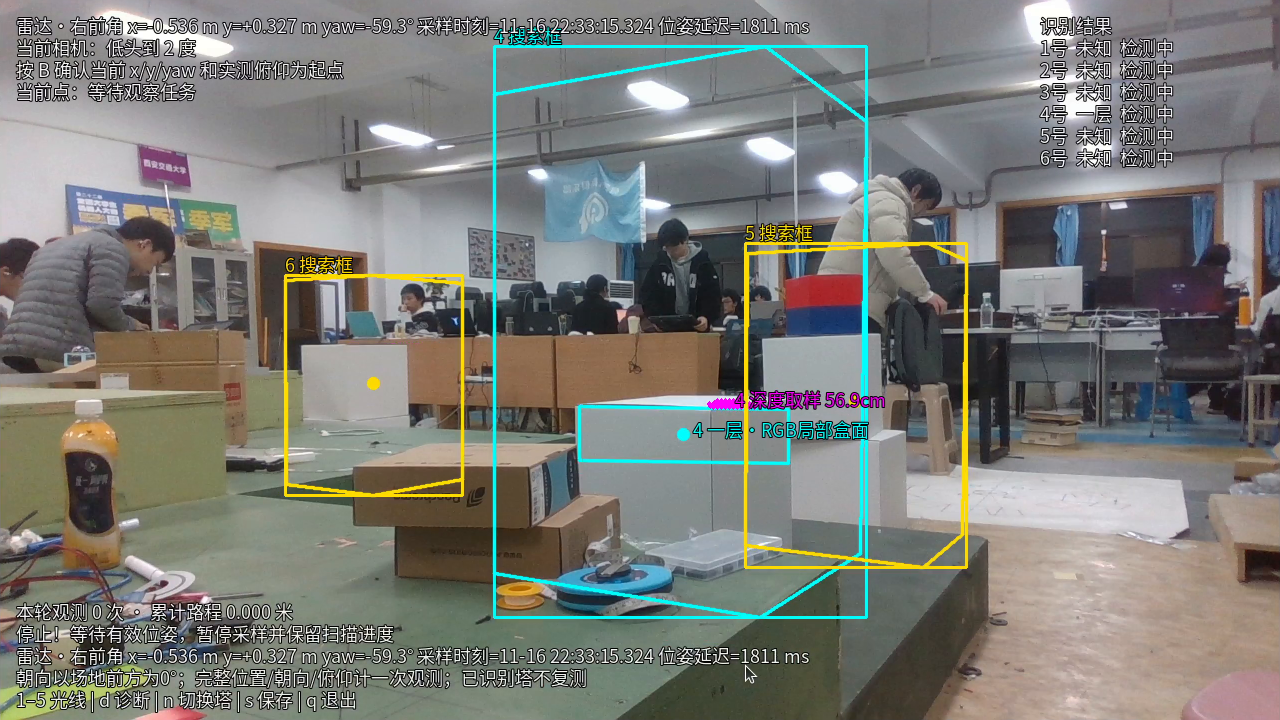 雷达·右前角 x=-0.536 m y=+0.327 m yaw=-59.3° 采样时刻=11-16 22:33:15.324 位姿延迟=1811 ms
当前相机：低头到 2 度
按 B 确认当前 x/y/yaw 和实测俯仰为起点
当前点：等待观察任务
识别结果
1号 未知 检测中
2号 未知 检测中
3号 未知 检测中
4号 一层 检测中
5号 未知 检测中
6号 未知 检测中
4 搜索框
西安交通大学
季军
季军
5 搜索框
6 搜索框
4 深度取样 56.9cm
4 一层·RGB局部盒面
本轮观测 0 次 · 累计路程 0.000 米
停止！等待有效位姿，暂停采样并保留扫描进度
雷达·右前角 x=-0.536 m y=+0.327 m yaw=-59.3° 采样时刻=11-16 22:33:15.324 位姿延迟=1811 ms
朝向以场地前方为0°；完整位置/朝向/俯仰计一次观测；已识别塔不复测
1-5 光线 | d 诊断 | n 切换塔 | s 保存 | q 退出